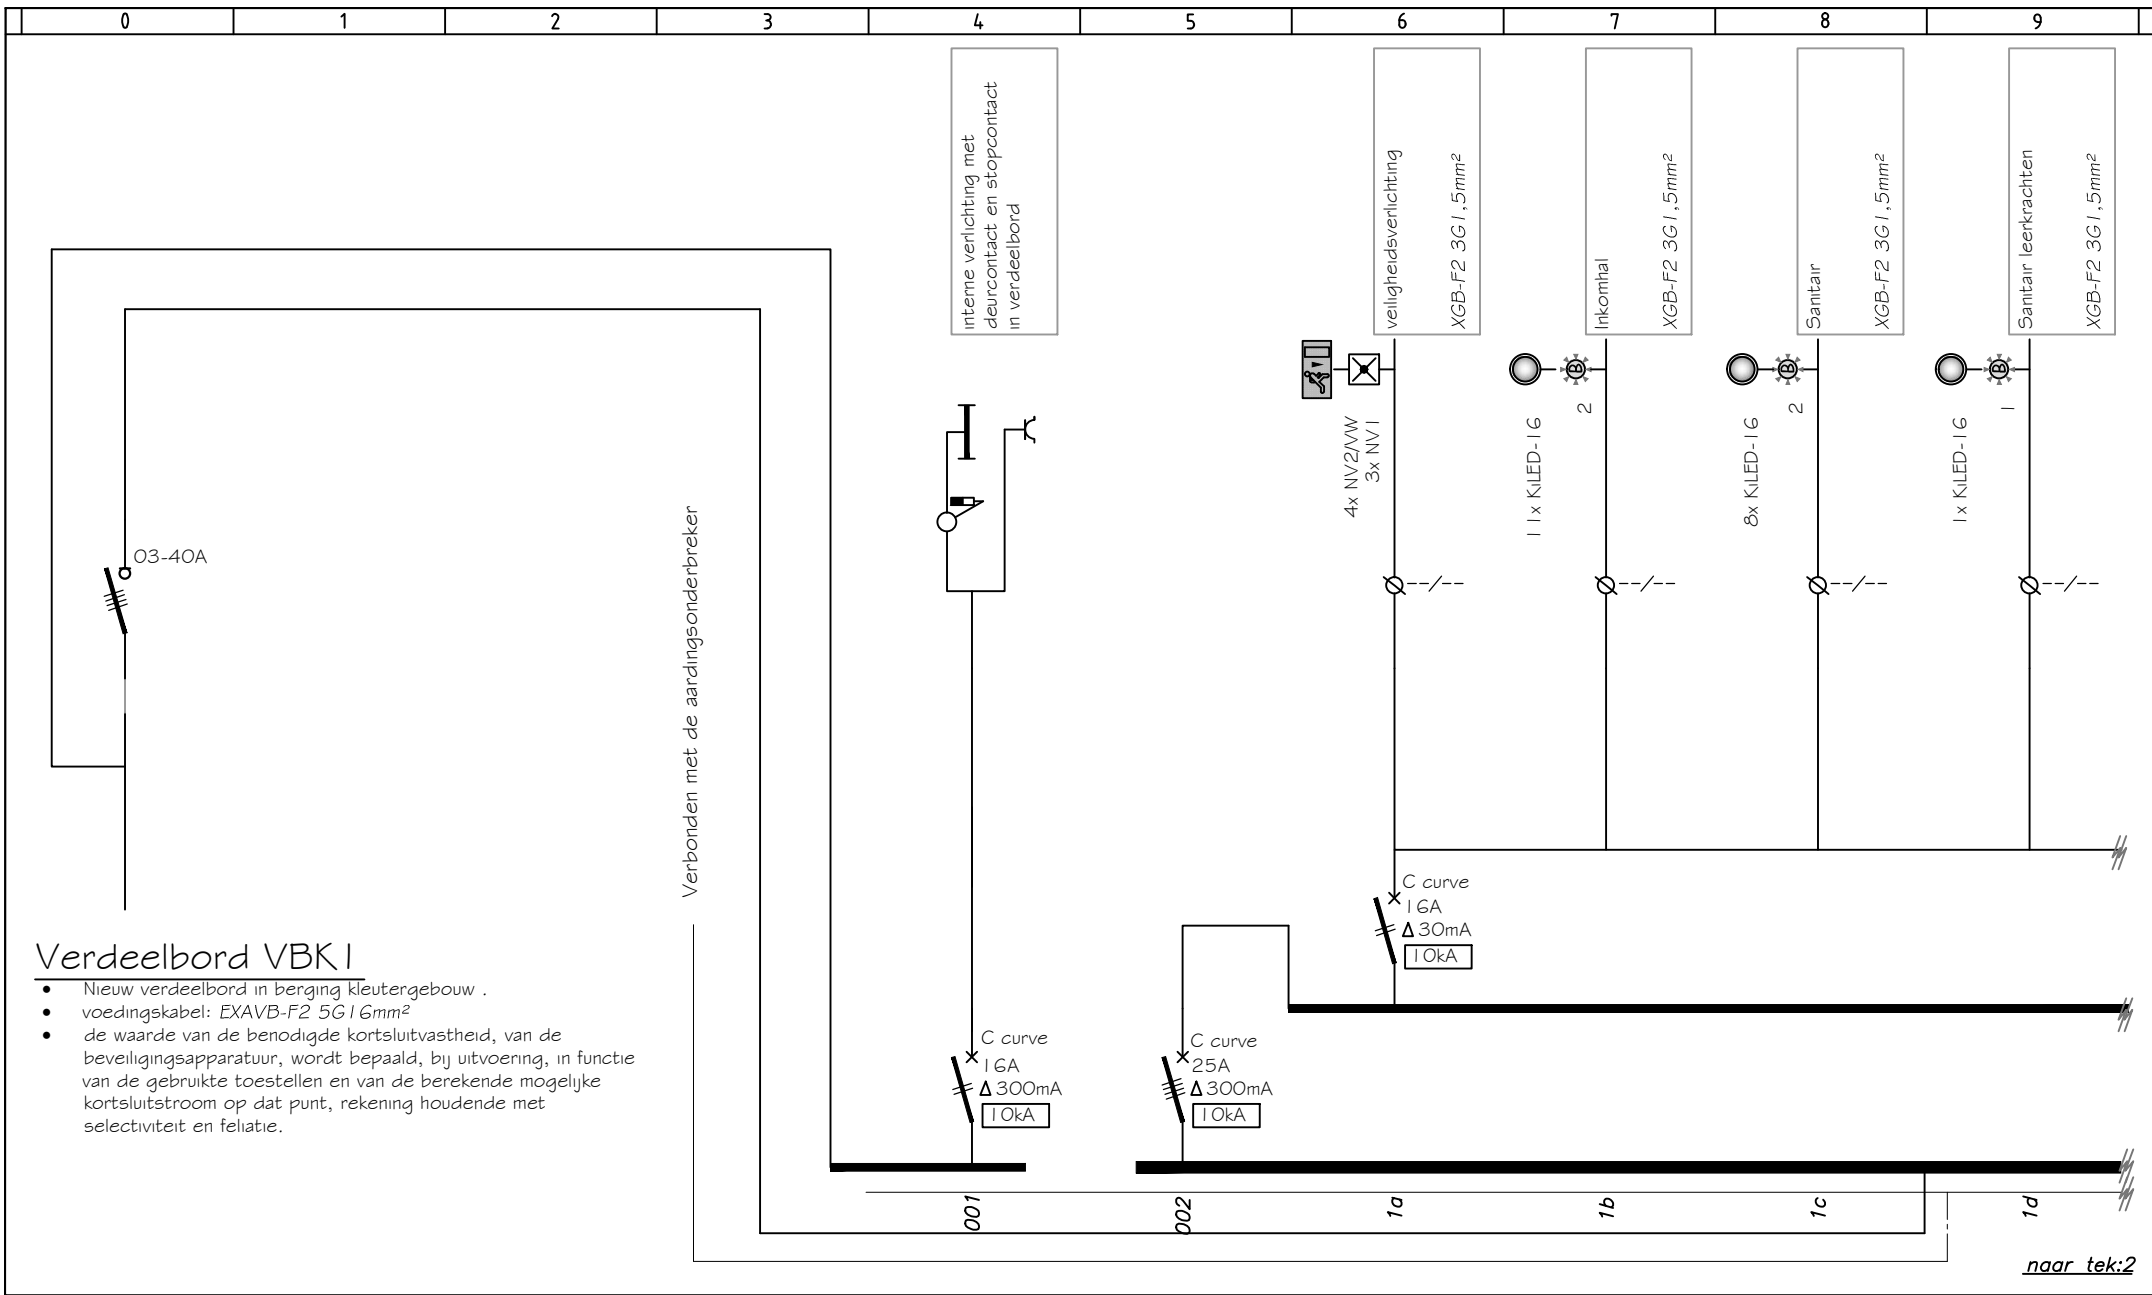 0 1 2 3 4 5 6 7 8 9
interne verlichting met
deurcontact en stopcontact
in verdeelbord
veiligheidsverlichting
XGB-F2 3G1,5mm²
Inkomhal
XGB-F2 3G1,5mm²
Sanitair
XGB-F2 3G1,5mm²
Sanitair leerkrachten
XGB-F2 3G1,5mm²
4x NV2/VW
3x NV1
B
2
11x KiLED-16
B
2
8x KiLED-16
B
1
1x KiLED-16
03-40A
--/--
--/--
--/--
--/--
Verbonden met de aardingsonderbreker
C curve
16A
Δ 30mA
10kA
Verdeelbord VBK1
• Nieuw verdeelbord in berging kleutergebouw .
• voedingskabel: EXAVB-F2 5G16mm²
• de waarde van de benodigde kortsluitvastheid, van de
beveiligingsapparatuur, wordt bepaald, bij uitvoering, in functie
van de gebruikte toestellen en van de berekende mogelijke
kortsluitstroom op dat punt, rekening houdende met
selectiviteit en feliatie.
C curve
16A
Δ 300mA
10kA
C curve
25A
Δ 300mA
10kA
001
002
1a
1b
1c
1d
naar tek:2